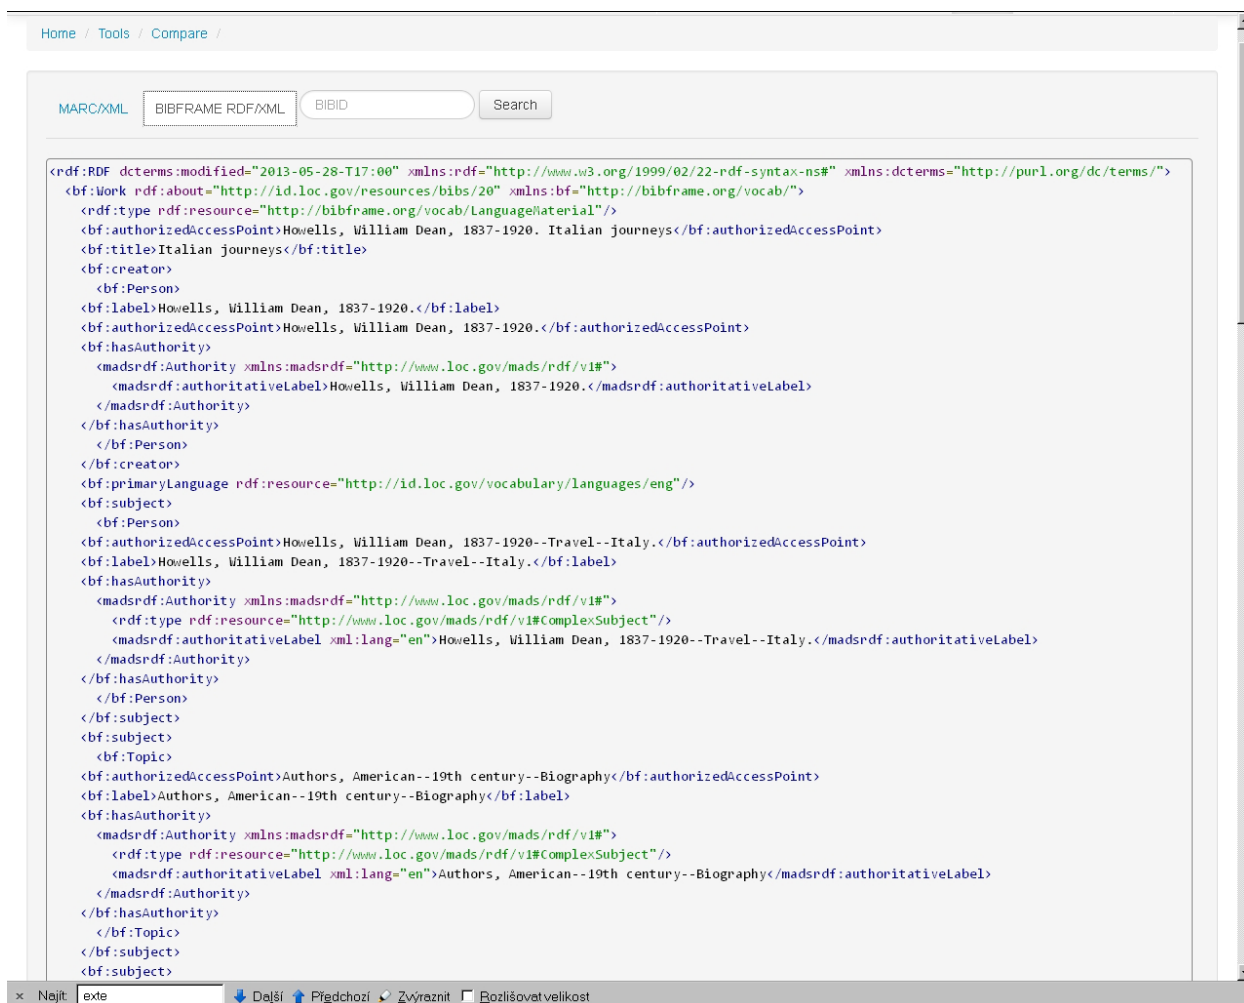 Home / Tools / Compare /
MARC/XML BIBFRAME RDF/XML BIBID Search
<rdf:RDF dcterms:modified="2013-05-28-T17:00" xmlns:rdf="http://www.w3.org/1999/02/22-rdf-syntax-ns#" xmlns:dcterms="http://purl.org/dc/terms/">
<bf:Work rdf:about="http://id.loc.gov/resources/bibs/20" xmlns:bf="http://bibframe.org/vocab/">
<rdf:type rdf:resource="http://bibframe.org/vocab/LanguageMaterial"/>
<bf:authorizedAccessPoint>Howells, William Dean, 1837-1920. Italian journeys</bf:authorizedAccessPoint>
<bf:title>Italian journeys</bf:title>
<bf:creator>
<bf:Person>
<bf:label>Howells, William Dean, 1837-1920.</bf:label>
<bf:authorizedAccessPoint>Howells, William Dean, 1837-1920.</bf:authorizedAccessPoint>
<bf:hasAuthority>
<madsrdf:Authority xmlns:madsrdf="http://www.loc.gov/mads/rdf/v1#">
<madsrdf:authoritativeLabel>Howells, William Dean, 1837-1920.</madsrdf:authoritativeLabel>
</madsrdf:Authority>
</bf:hasAuthority>
</bf:Person>
</bf:creator>
<bf:primaryLanguage rdf:resource="http://id.loc.gov/vocabulary/languages/eng"/>
<bf:subject>
<bf:Person>
<bf:authorizedAccessPoint>Howells, William Dean, 1837-1920--Travel--Italy.</bf:authorizedAccessPoint>
<bf:label>Howells, William Dean, 1837-1920--Travel--Italy.</bf:label>
<bf:hasAuthority>
<madsrdf:Authority xmlns:madsrdf="http://www.loc.gov/mads/rdf/v1#">
<rdf:type rdf:resource="http://www.loc.gov/mads/rdf/v1#ComplexSubject"/>
<madsrdf:authoritativeLabel xml:lang="en">Howells, William Dean, 1837-1920--Travel--Italy.</madsrdf:authoritativeLabel>
</madsrdf:Authority>
</bf:hasAuthority>
</bf:Person>
</bf:subject>
<bf:subject>
<bf:Topic>
<bf:authorizedAccessPoint>Authors, American--19th century--Biography</bf:authorizedAccessPoint>
<bf:label>Authors, American--19th century--Biography</bf:label>
<bf:hasAuthority>
<madsrdf:Authority xmlns:madsrdf="http://www.loc.gov/mads/rdf/v1#">
<rdf:type rdf:resource="http://www.loc.gov/mads/rdf/v1#ComplexSubject"/>
<madsrdf:authoritativeLabel xml:lang="en">Authors, American--19th century--Biography</madsrdf:authoritativeLabel>
</madsrdf:Authority>
</bf:hasAuthority>
</bf:Topic>
</bf:subject>
<bf:subject>
× Najít: exte Další Předchozí Zvýraznit Rozlišovat velikost